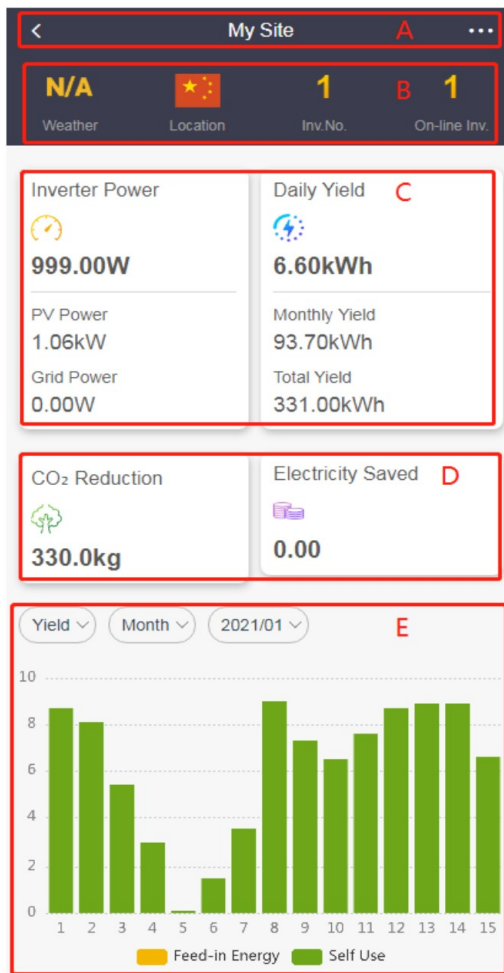 My Site A ...
N/A 1 B 1
Weather Location Inv.No. On-line Inv.
Inverter Power Daily Yield C
999.00W 6.60kWh
PV Power Monthly Yield
1.06kW 93.70kWh
Grid Power Total Yield
0.00W 331.00kWh
CO₂ Reduction Electricity Saved D
330.0kg 0.00
Yield Month 2021/01 E
10
8
6
4
2
0
1 2 3 4 5 6 7 8 9 10 11 12 13 14 15
Feed-in Energy Self Use